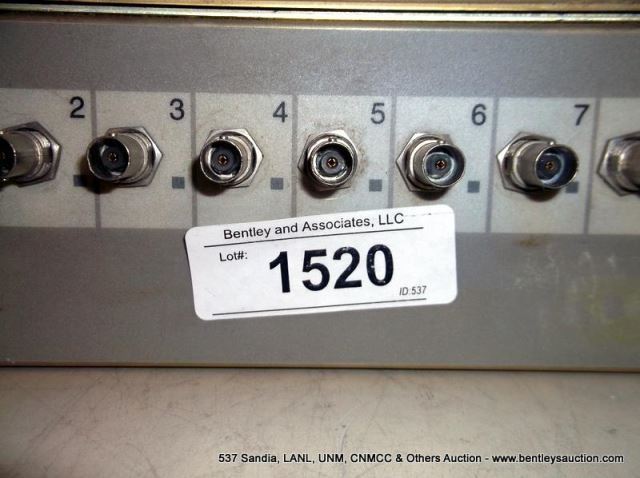 2 3 4 5 6 7
Bentley and Associates, LLC
Lot#:
1520
ID:537
537 Sandia, LANL, UNM, CNMCC & Others Auction - www.bentleysauction.com